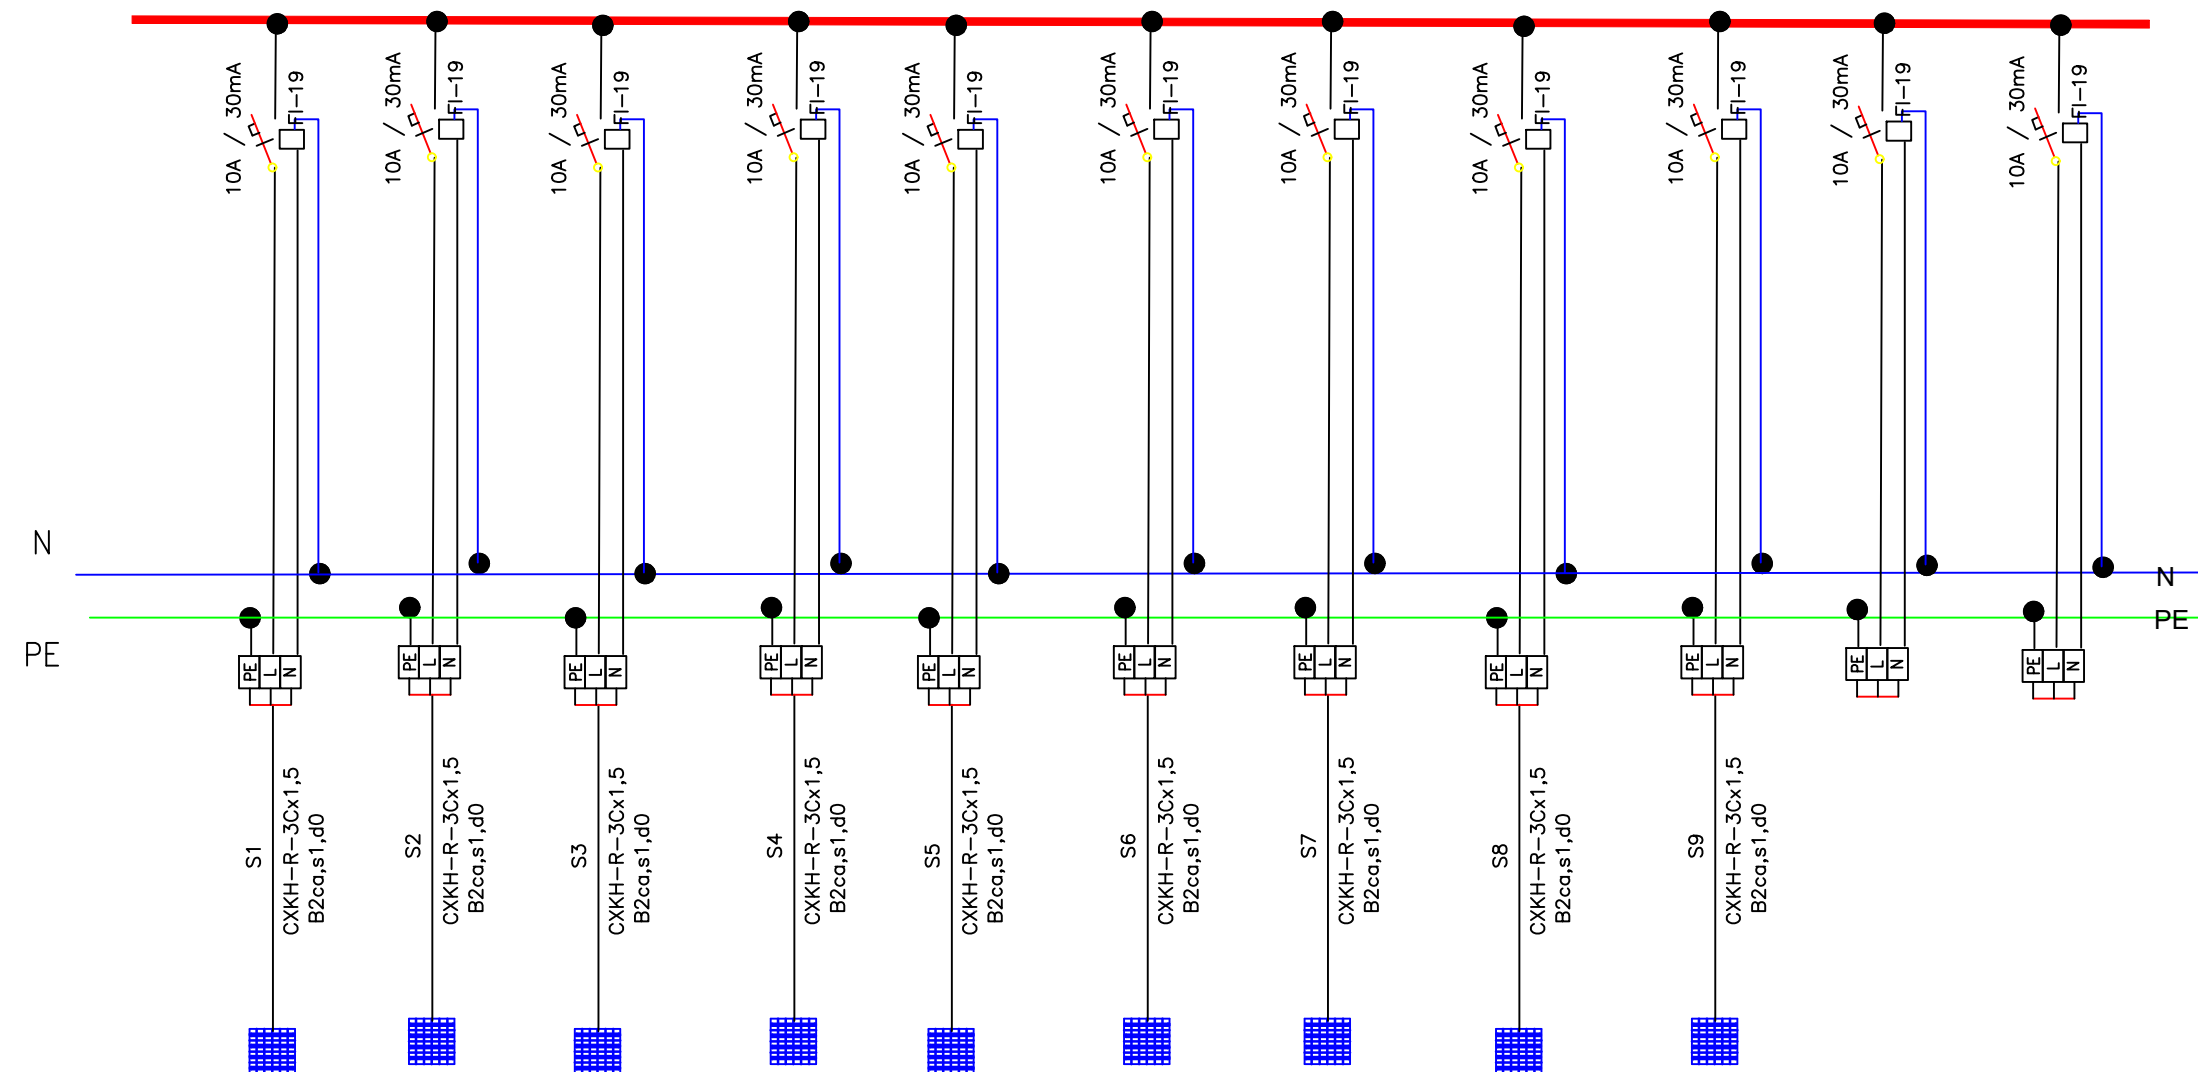 10A / 30mA
FI-19
10A / 30mA
FI-19
10A / 30mA
FI-19
10A / 30mA
FI-19
10A / 30mA
FI-19
10A / 30mA
FI-19
10A / 30mA
FI-19
10A / 30mA
FI-19
10A / 30mA
FI-19
10A / 30mA
FI-19
10A / 30mA
FI-19
N
N
PE
PE
PE L N
PE L N
PE L N
PE L N
PE L N
PE L N
PE L N
PE L N
PE L N
PE L N
PE L N
S1
CXKH-R-3Cx1,5
B2ca,s1,d0
S2
CXKH-R-3Cx1,5
B2ca,s1,d0
S3
CXKH-R-3Cx1,5
B2ca,s1,d0
S4
CXKH-R-3Cx1,5
B2ca,s1,d0
S5
CXKH-R-3Cx1,5
B2ca,s1,d0
S6
CXKH-R-3Cx1,5
B2ca,s1,d0
S7
CXKH-R-3Cx1,5
B2ca,s1,d0
S8
CXKH-R-3Cx1,5
B2ca,s1,d0
S9
CXKH-R-3Cx1,5
B2ca,s1,d0